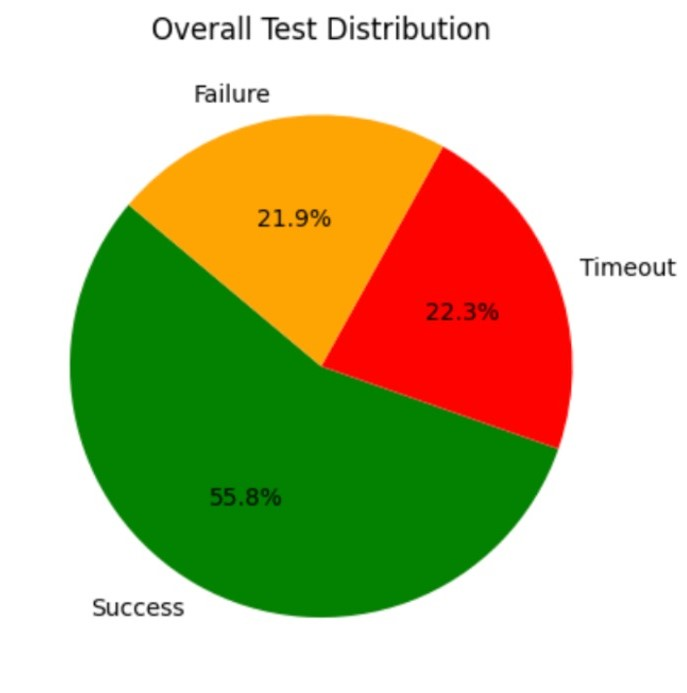 Overall Test Distribution
Failure
21.9%
Timeout
22.3%
55.8%
Success